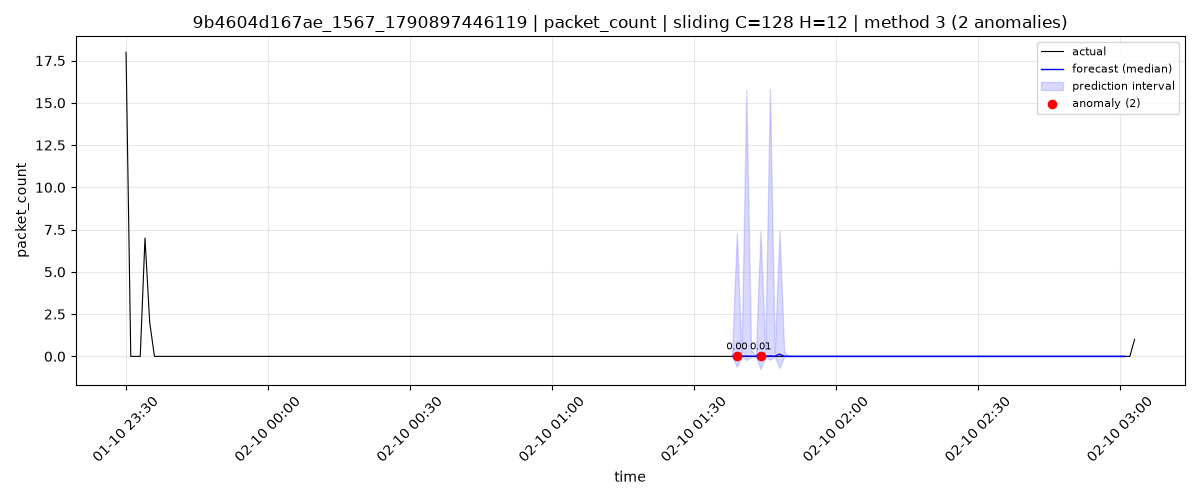 9b4604d167ae_1567_1790897446119 | packet_count | sliding C=128 H=12 | method 3 (2 anomalies)
actual
forecast (median)
prediction interval
anomaly (2)
17.5
15.0
12.5
10.0
7.5
5.0
2.5
0.0
packet_count
0.00 0.01
01-10 23:30
02-10 00:00
02-10 00:30
02-10 01:00
02-10 01:30
02-10 02:00
02-10 02:30
02-10 03:00
time